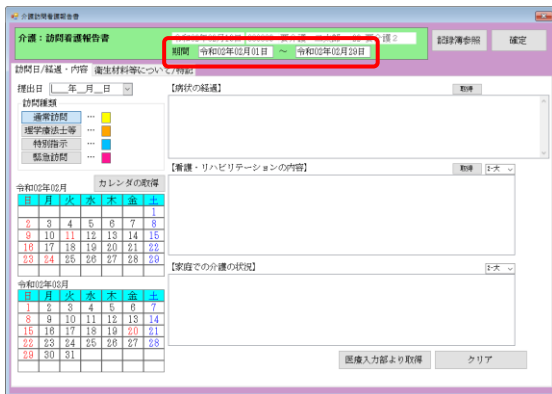 介護訪問看護報告書
介護：訪問看護報告書
期間 令和02年02月01日 ～ 令和02年02月29日
記録簿参照 確定
訪問日/経過・内容 衛生材料等について/特記
提出日 __年__月__日
訪問種類
通常訪問 …
理学療法士等 …
特別指示 …
緊急訪問 …
令和02年02月 カレンダの取得
日 月 火 水 木 金 土
1
2 3 4 5 6 7 8
9 10 11 12 13 14 15
16 17 18 19 20 21 22
23 24 25 26 27 28 29
令和02年03月
日 月 火 水 木 金 土
1 2 3 4 5 6 7
8 9 10 11 12 13 14
15 16 17 18 19 20 21
22 23 24 25 26 27 28
29 30 31
【病状の経過】 取得
【看護・リハビリテーションの内容】 取得
【家庭での介護の状況】
医療入力部より取得 クリア